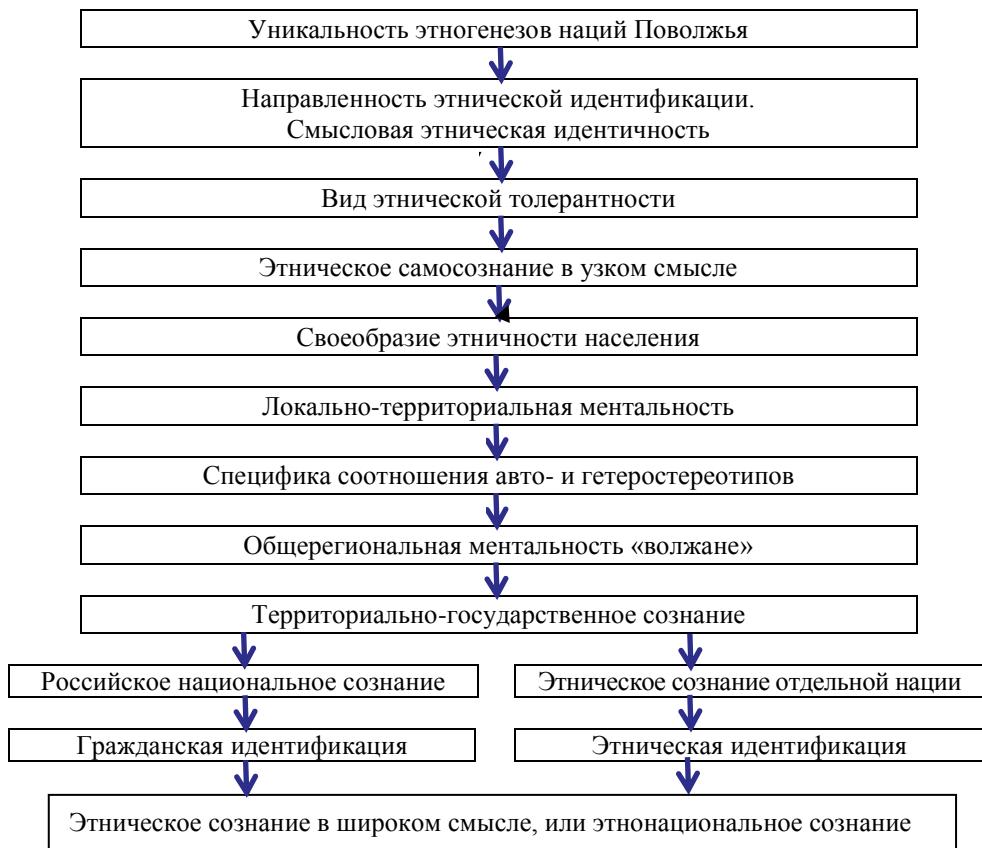 Уникальность этногенезов наций Поволжья
Направленность этнической идентификации.
Смысловая этническая идентичность
Вид этнической толерантности
Этническое самосознание в узком смысле
Своеобразие этничности населения
Локально-территориальная ментальность
Специфика соотношения авто- и гетеростереотипов
Общерегиональная ментальность «волжане»
Территориально-государственное сознание
Российское национальное сознание
Этническое сознание отдельной нации
Гражданская идентификация
Этническая идентификация
Этническое сознание в широком смысле, или этнонациональное сознание